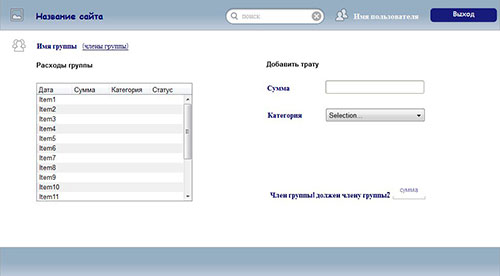 Название сайта
поиск
Имя пользователя
Выход
Имя группы (члены группы)
Расходы группы
Добавить трату
Дата Сумма Категория Статус
Item1
Item2
Item3
Item4
Item5
Item6
Item7
Item8
Item9
Item10
Item11
Сумма
Категория Selection...
Член группы1 должен члену группы2 сумма